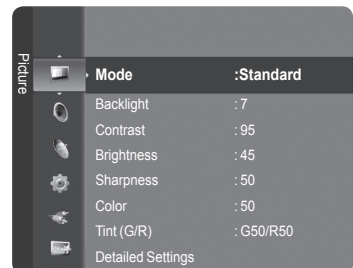 Picture
Mode :Standard
Backlight : 7
Contrast : 95
Brightness : 45
Sharpness : 50
Color : 50
Tint (G/R) : G50/R50
Detailed Settings